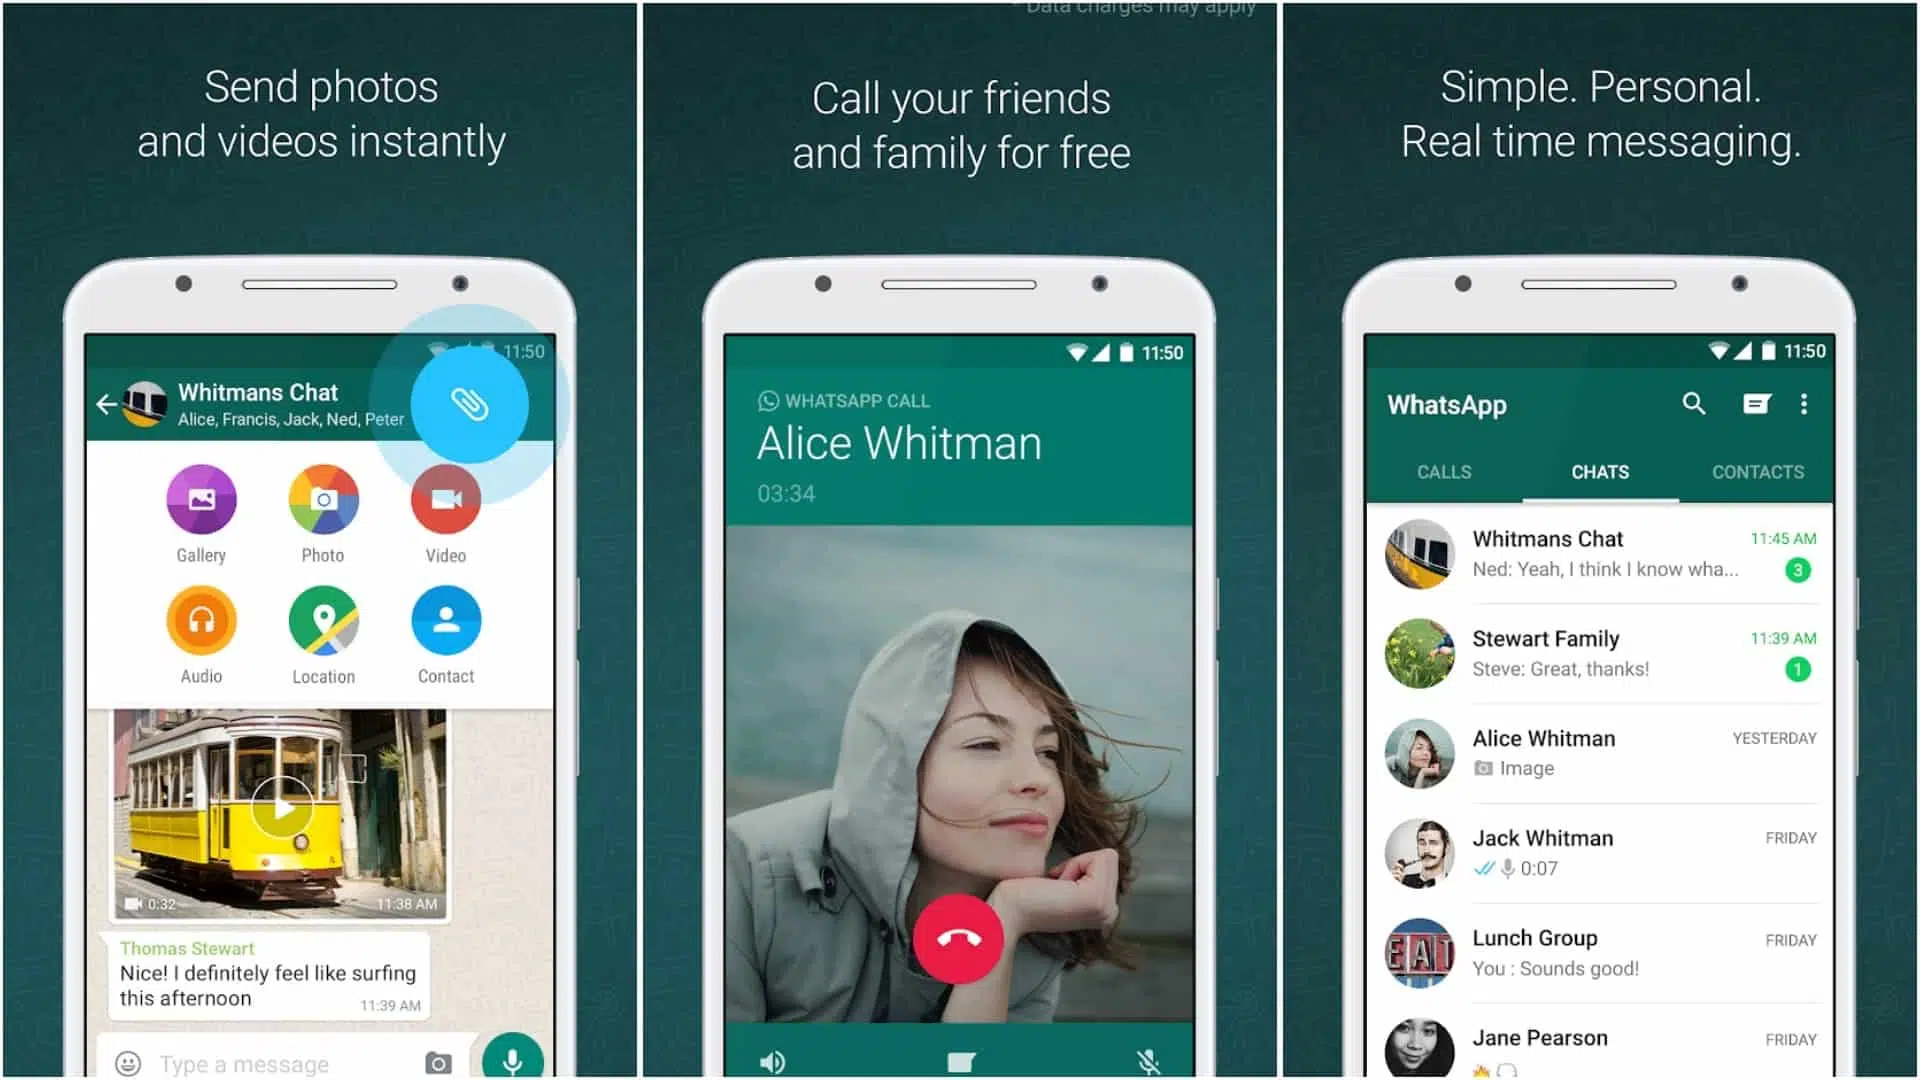 Send photos
and videos instantly
11:50
Whitmans Chat
Alice, Francis, Jack, Ned, Peter
Gallery
Photo
Video
Audio
Location
Contact
0:32
11:38 AM
Thomas Stewart
Nice! I definitely feel like surfing
this afternoon
11:39 AM
Type a message
* Data charges may apply
Call your friends
and family for free
11:50
WHATSAPP CALL
Alice Whitman
03:34
Simple. Personal.
Real time messaging.
11:50
WhatsApp
CALLS
CHATS
CONTACTS
Whitmans Chat
11:45 AM
Ned: Yeah, I think I know wha...
3
Stewart Family
11:39 AM
Steve: Great, thanks!
1
Alice Whitman
YESTERDAY
Image
Jack Whitman
FRIDAY
0:07
EAT
Lunch Group
FRIDAY
You : Sounds good!
Jane Pearson
FRIDAY